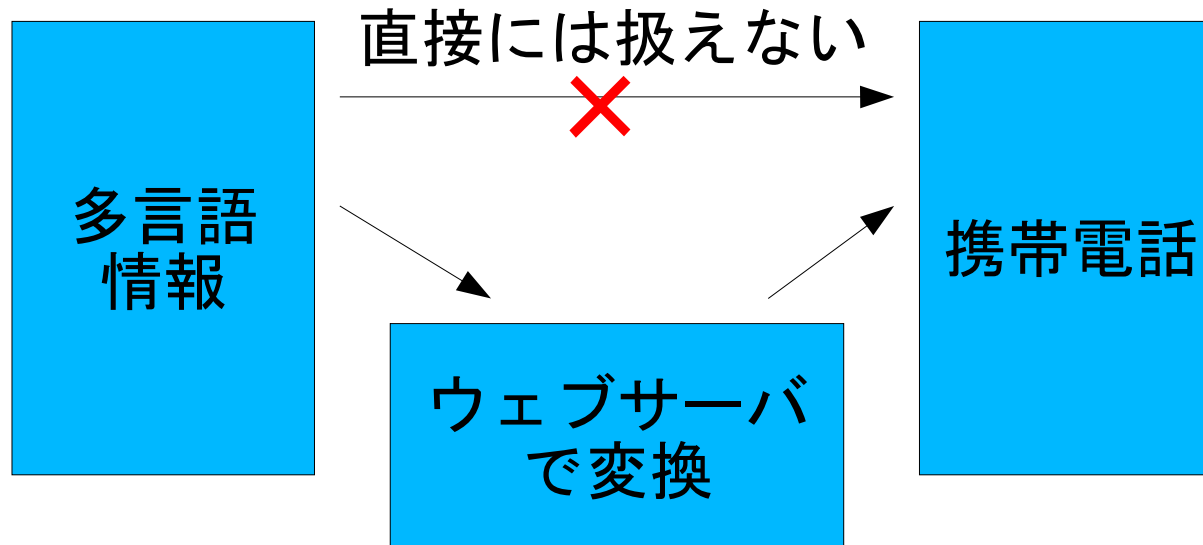 直接には扱えない
多言語
情報
携帯電話
ウェブサーバ
で変換